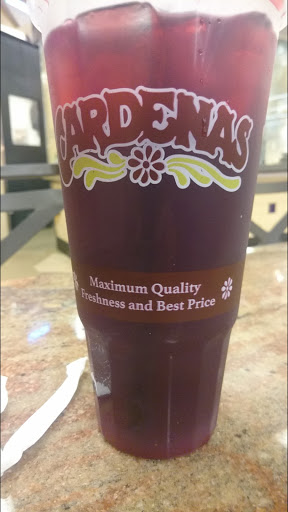 CARDENAS
Maximum Quality
Freshness and Best Price